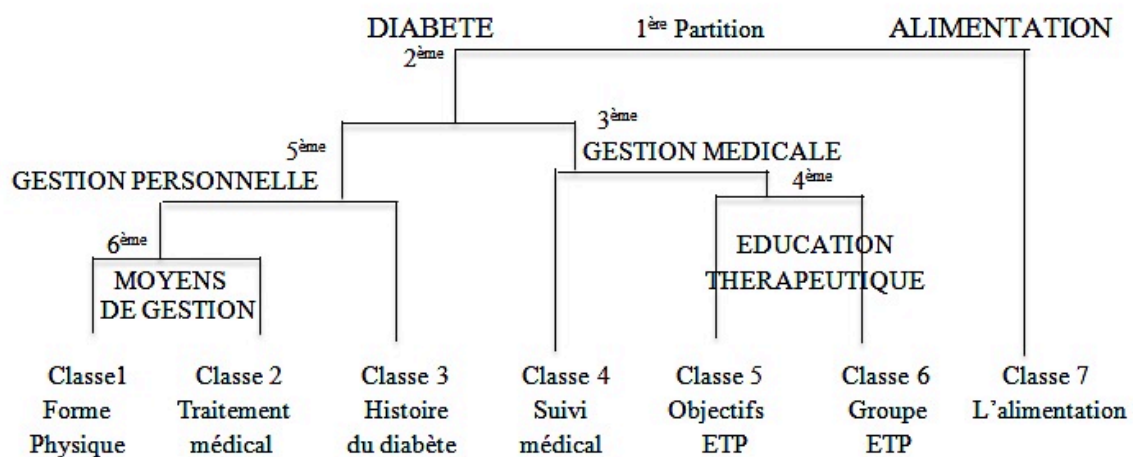 DIABETE 1ère Partition ALIMENTATION
2ème
3ème
5ème GESTION MEDICALE
GESTION PERSONNELLE 4ème
6ème EDUCATION
MOYENS THERAPEUTIQUE
DE GESTION
Classe1 Classe 2 Classe 3 Classe 4 Classe 5 Classe 6 Classe 7
Forme Traitement Histoire Suivi Objectifs Groupe L'alimentation
Physique médical du diabète médical ETP ETP